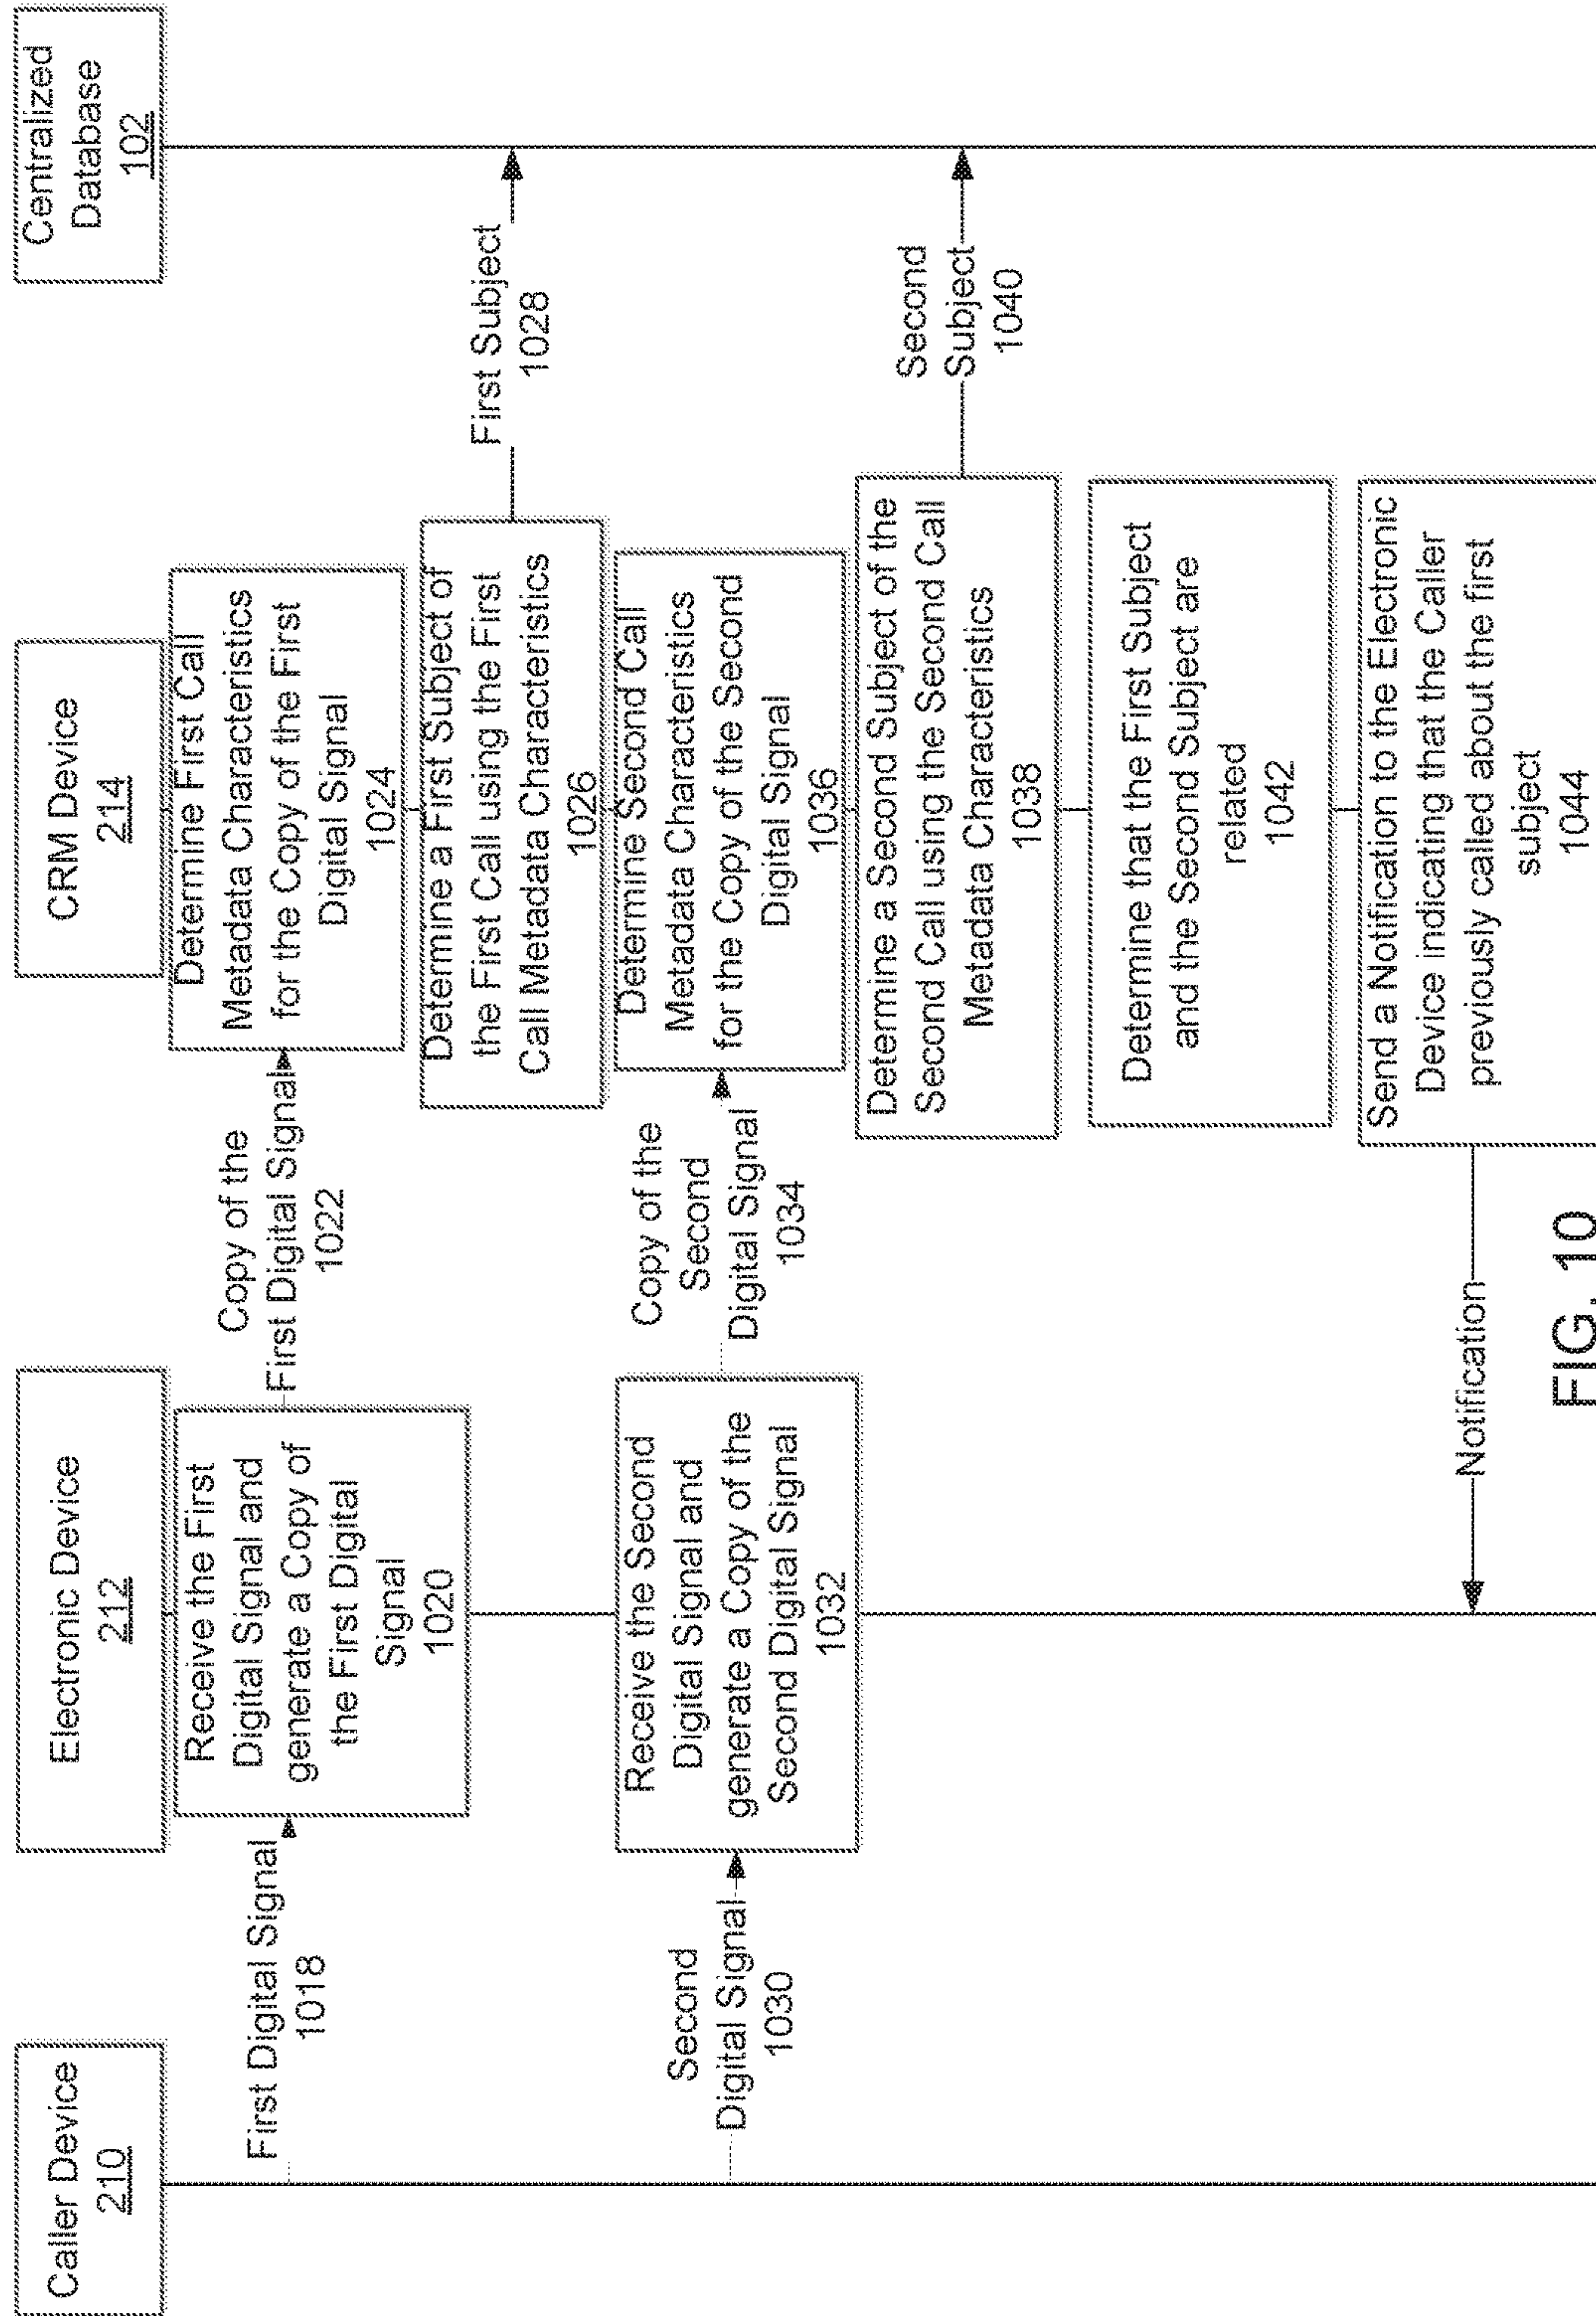 Caller Device
210
Electronic Device
212
CRM Device
214
Centralized
Database
102
First Digital Signal
1018
Receive the First
Digital Signal and
generate a Copy of
the First Digital
Signal
1020
Copy of the
First Digital Signal
1022
Determine First Call
Metadata Characteristics
for the Copy of the First
Digital Signal
1024
Determine a First Subject of
the First Call using the First
Call Metadata Characteristics
1026
First Subject
1028
Second
Digital Signal
1030
Receive the Second
Digital Signal and
generate a Copy of the
Second Digital Signal
1032
Copy of the
Second
Digital Signal
1034
Determine Second Call
Metadata Characteristics
for the Copy of the Second
Digital Signal
1036
Determine a Second Subject of the
Second Call using the Second Call
Metadata Characteristics
1038
Second
Subject
1040
Determine that the First Subject
and the Second Subject are
related
1042
Send a Notification to the Electronic
Device indicating that the Caller
previously called about the first
subject
1044
Notification
FIG. 10